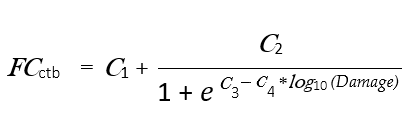 FCctb = C1 + C2 / 1 + e^C3 − C4 *log10 (Damage)